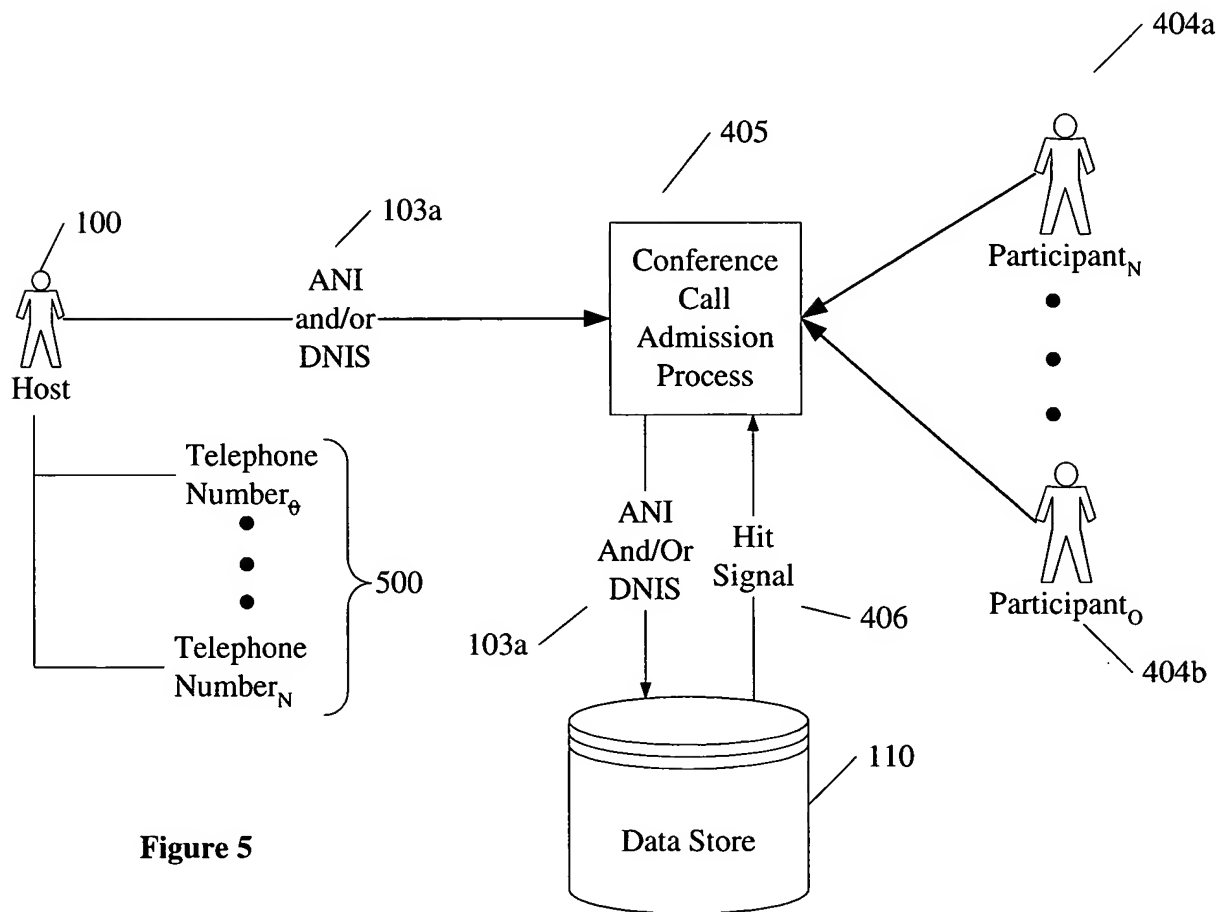 404a
405
103a
100
ANI
and/or
DNIS
Host
Conference
Call
Admission
Process
Participant_N
Telephone
Number_θ
500
Telephone
Number_N
ANI
And/Or
DNIS
Hit
Signal
103a
406
Participant_O
404b
110
Data Store
Figure 5